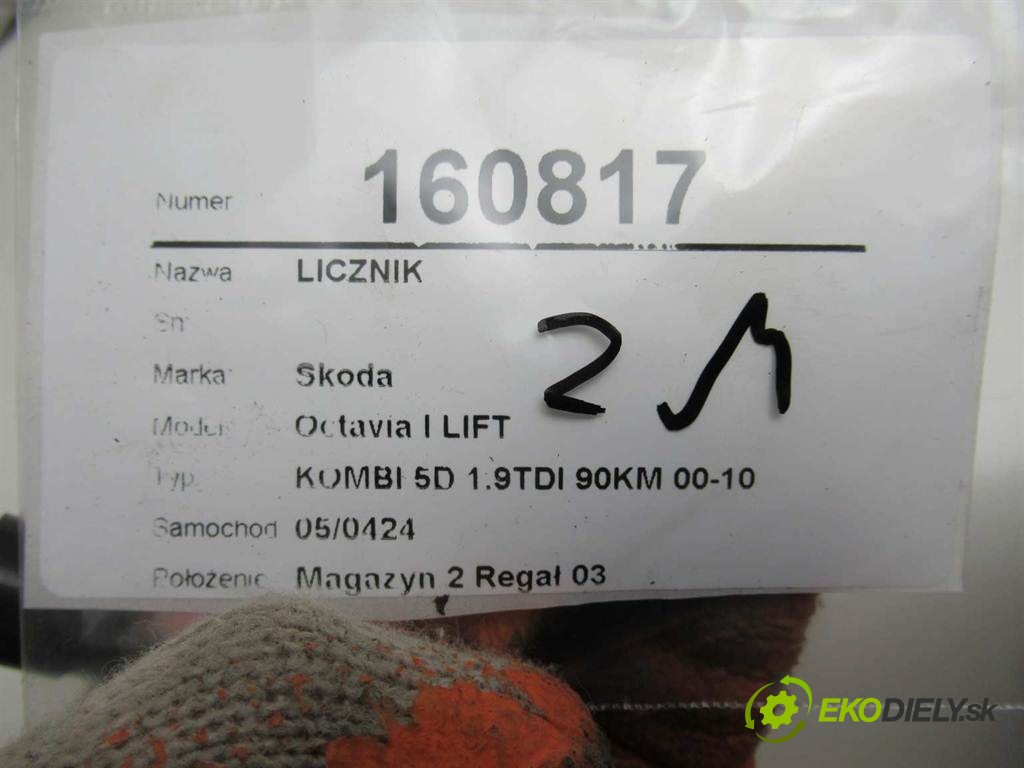 Numer 160817
Nazwa LICZNIK
Sn
Marka Skoda
Model Octavia I LIFT
Typ KOMBI 5D 1.9TDI 90KM 00-10
Samochod 05/0424
Położenie Magazyn 2 Regał 03
2
EKODIELY.sk